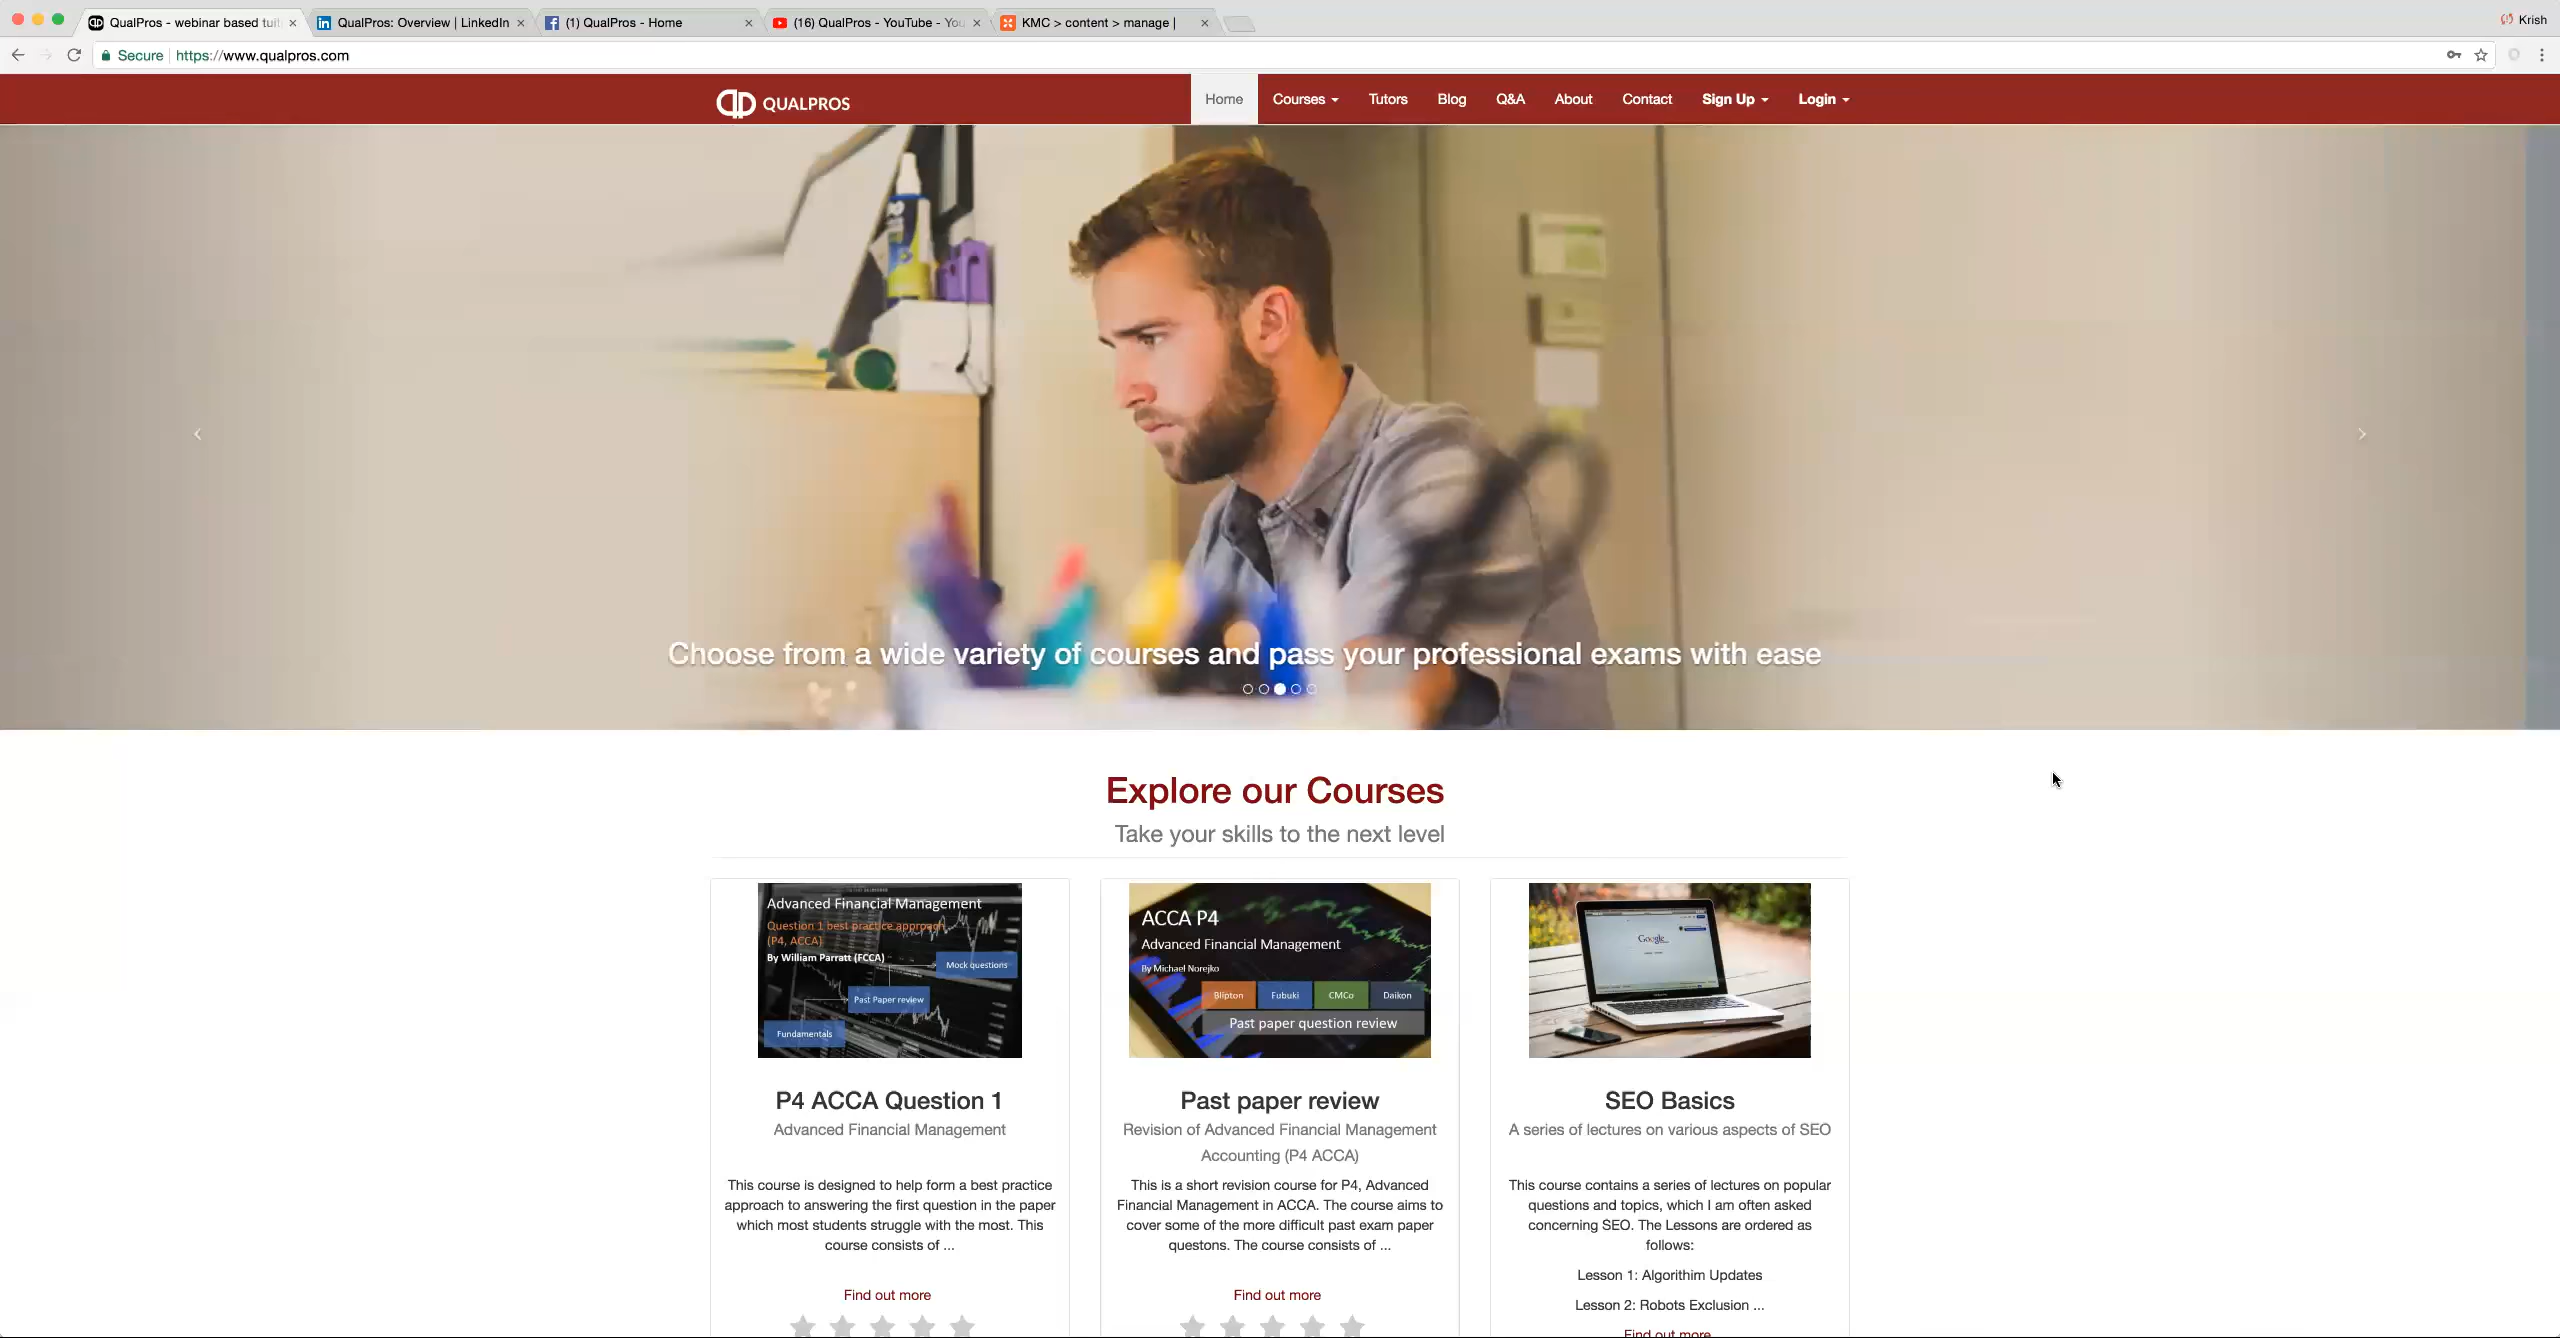 QualPros - webinar based tuit
QualPros: Overview | LinkedIn
(1) QualPros - Home
(16) QualPros - YouTube - You
KMC > content > manage |
Krish
Secure https://www.qualpros.com
QUALPROS
Home Courses Tutors Blog Q&A About Contact Sign Up Login
Choose from a wide variety of courses and pass your professional exams with ease
Explore our Courses
Take your skills to the next level
Advanced Financial Management
Question 1 best practice approach
(P4, ACCA)
By William Parratt (FCCA)
Mock questions
Past Paper review
Fundamentals
P4 ACCA Question 1
Advanced Financial Management
This course is designed to help form a best practice
approach to answering the first question in the paper
which most students struggle with the most. This
course consists of ...
Find out more
ACCA P4
Advanced Financial Management
By Michael Norejko
Blipton Fubuki CMCo Daikon
Past paper question review
Past paper review
Revision of Advanced Financial Management
Accounting (P4 ACCA)
This is a short revision course for P4, Advanced
Financial Management in ACCA. The course aims to
cover some of the more difficult past exam paper
questons. The course consists of ...
Find out more
Google
SEO Basics
A series of lectures on various aspects of SEO
This course contains a series of lectures on popular
questions and topics, which I am often asked
concerning SEO. The Lessons are ordered as
follows:
Lesson 1: Algorithim Updates
Lesson 2: Robots Exclusion ...
Find out more